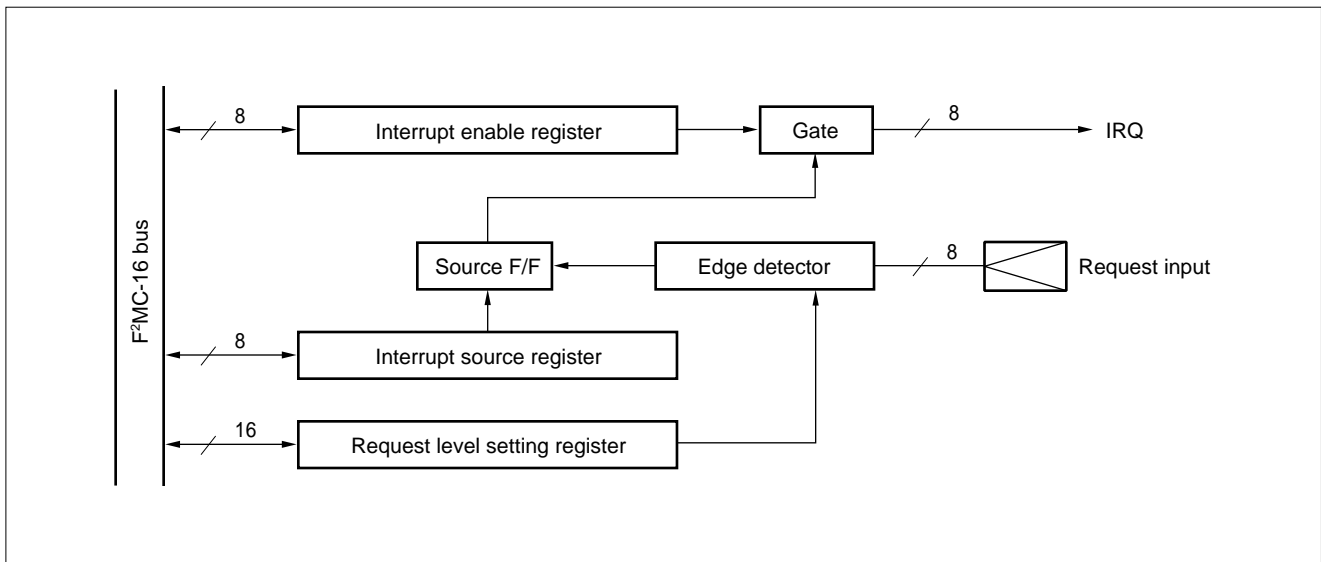 8
Interrupt enable register
Gate
8
IRQ
F²MC-16 bus
Source F/F
Edge detector
8
Request input
8
Interrupt source register
16
Request level setting register